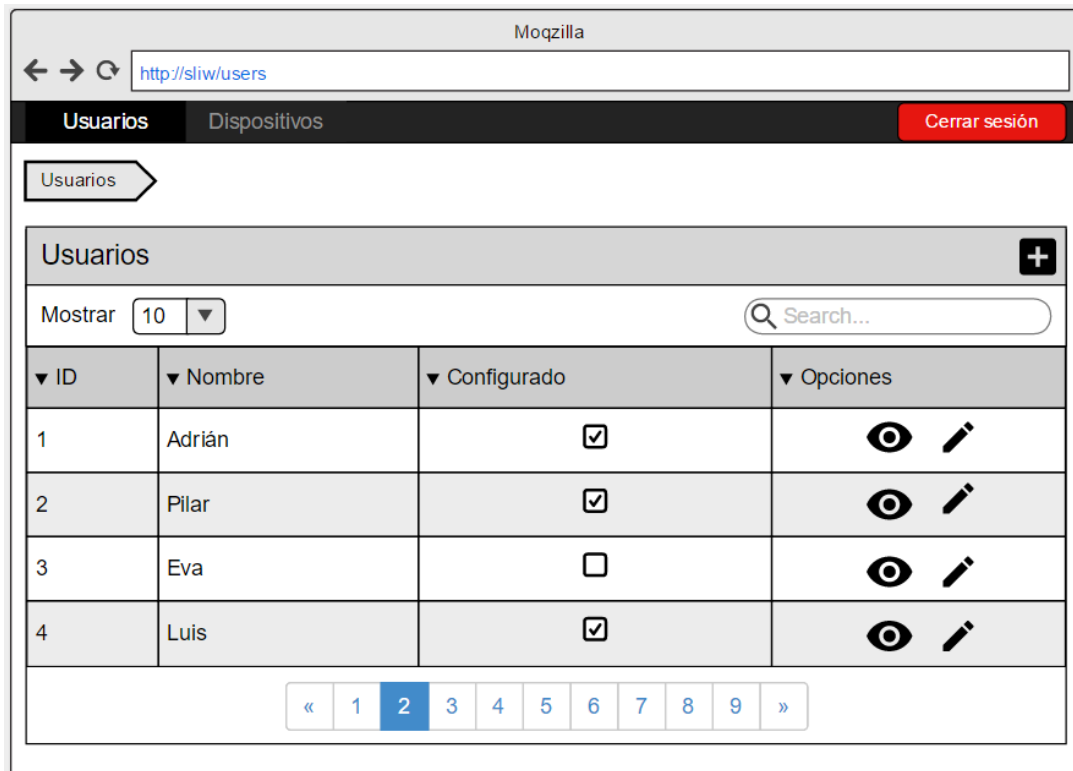 Moqzilla
http://sliw/users
Usuarios Dispositivos Cerrar sesión
Usuarios
Usuarios
Mostrar 10 Search...
ID Nombre Configurado Opciones
1 Adrián
2 Pilar
3 Eva
4 Luis
« 1 2 3 4 5 6 7 8 9 »